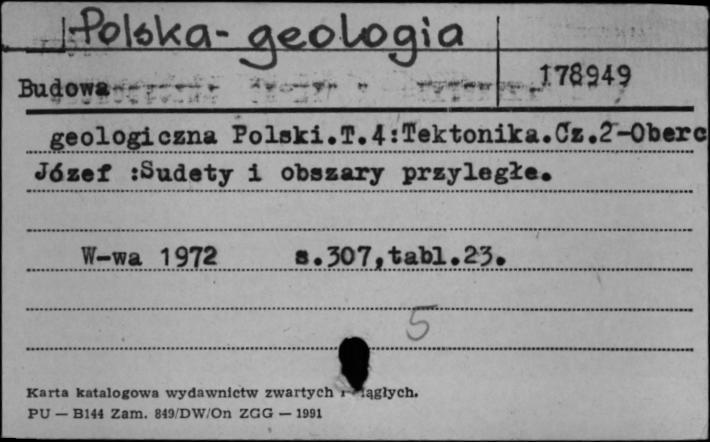 Polska- geologia
Budowa 178949
geologiczna Polski.T.4:Tektonika.Cz.2-Oberc
Józef :Sudety i obszary przyległe.
W-wa 1972 s.307,tabl.23.
5
Karta katalogowa wydawnictw zwartych i ciągłych.
PU — B144 Zam. 849/DW/On ZGG — 1991